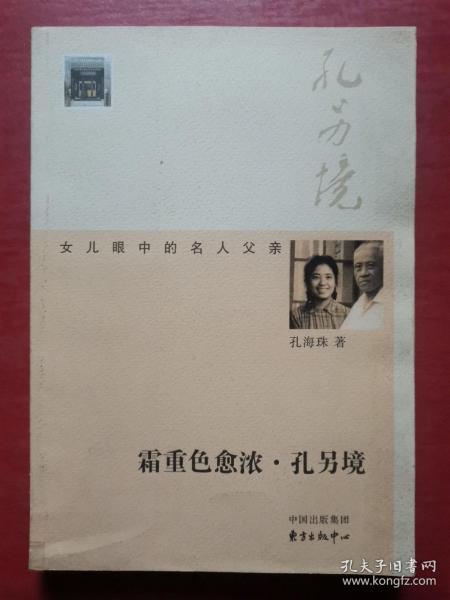 孔另境
女儿眼中的名人父亲
孔海珠 著
霜重色愈浓·孔另境
中国出版集团
东方出版中心
孔夫子旧书网
www.kongfz.com